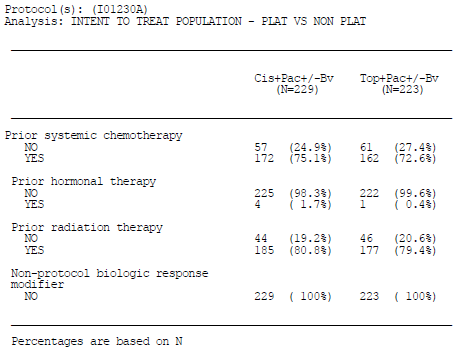 Protocol(s): (I01230A)
Analysis: INTENT TO TREAT POPULATION - PLAT VS NON PLAT
Cis+Pac+/-Bv Top+Pac+/-Bv
(N=229) (N=223)
Prior systemic chemotherapy
NO 57 (24.9%) 61 (27.4%)
YES 172 (75.1%) 162 (72.6%)
Prior hormonal therapy
NO 225 (98.3%) 222 (99.6%)
YES 4 ( 1.7%) 1 ( 0.4%)
Prior radiation therapy
NO 44 (19.2%) 46 (20.6%)
YES 185 (80.8%) 177 (79.4%)
Non-protocol biologic response
modifier
NO 229 ( 100%) 223 ( 100%)
Percentages are based on N